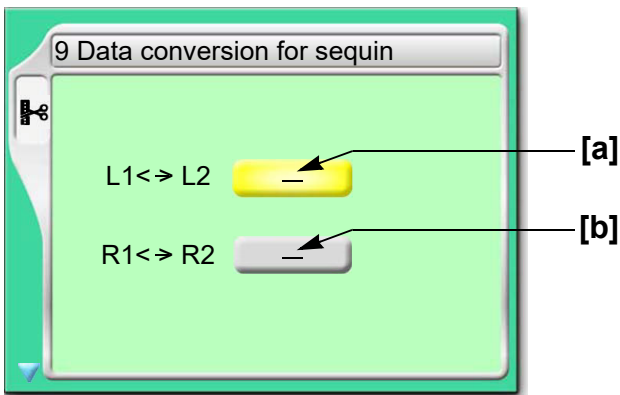 9 Data conversion for sequin
L1<-> L2 — [a]
R1<-> R2 — [b]